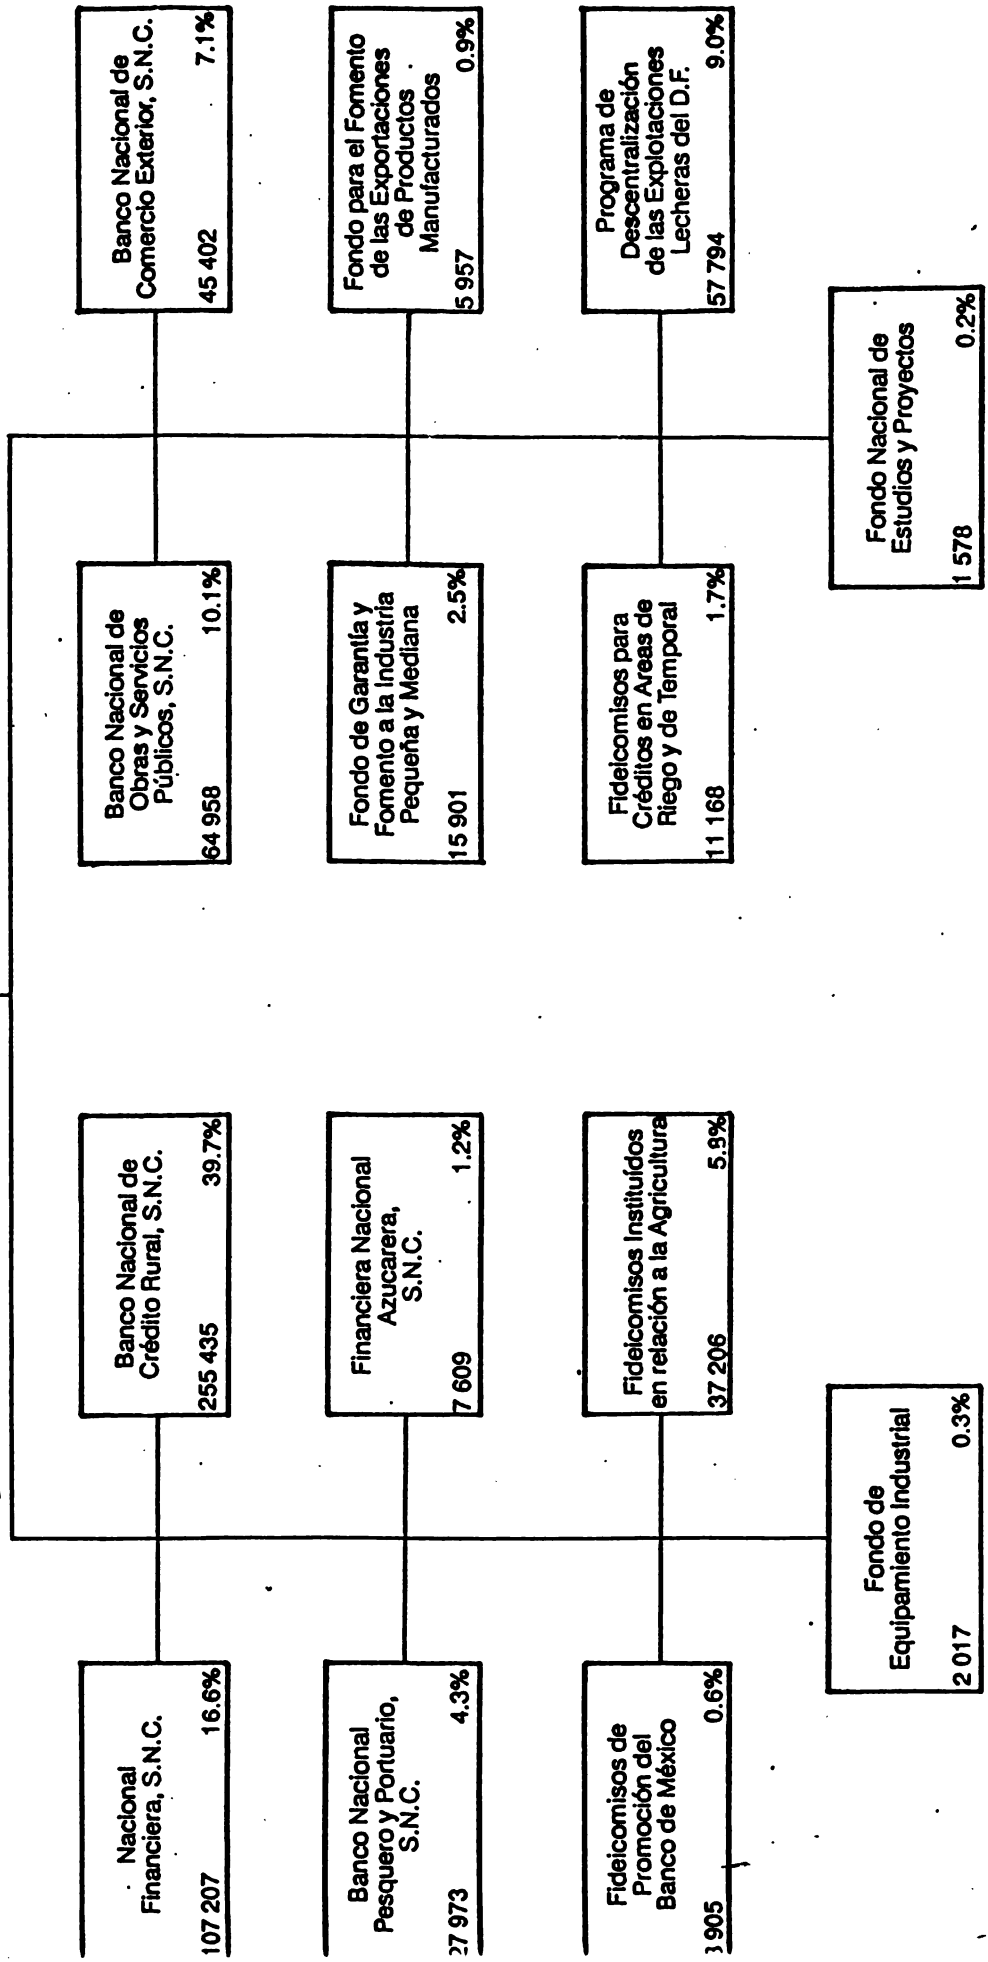 Nacional
Financiera, S.N.C.
107 207 16.6%
Banco Nacional de
Crédito Rural, S.N.C.
255 435 39.7%
Banco Nacional de
Obras y Servicios
Públicos, S.N.C.
64 958 10.1%
Banco Nacional de
Comercio Exterior, S.N.C.
45 402 7.1%
Banco Nacional
Pesquero y Portuario,
S.N.C.
27 973 4.3%
Financiera Nacional
Azucarera,
S.N.C.
7 609 1.2%
Fondo de Garantía y
Fomento a la Industria
Pequeña y Mediana
15 901 2.5%
Fondo para el Fomento
de las Exportaciones
de Productos
Manufacturados
5 957 0.9%
Fideicomisos de
Promoción del
Banco de México
905 0.6%
Fideicomisos Instituídos
en relación a la Agricultura
37 206 5.9%
Fideicomisos para
Créditos en Areas de
Riego y de Temporal
11 168 1.7%
Programa de
Descentralización
de las Explotaciones
Lecheras del D.F.
57 794 9.0%
Fondo de
Equipamiento Industrial
2 017 0.3%
Fondo Nacional de
Estudios y Proyectos
1 578 0.2%